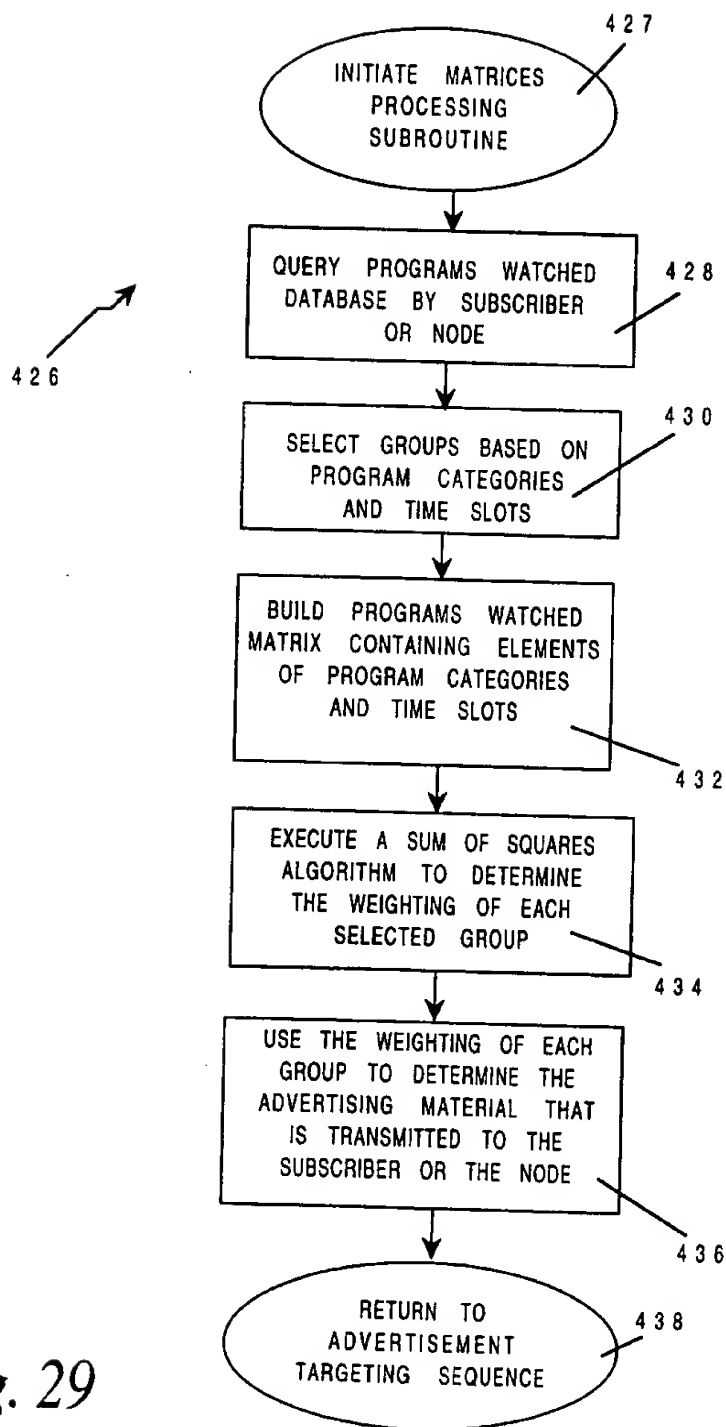 427
INITIATE MATRICES
PROCESSING
SUBROUTINE
QUERY PROGRAMS WATCHED
DATABASE BY SUBSCRIBER
OR NODE
428
426
430
SELECT GROUPS BASED ON
PROGRAM CATEGORIES
AND TIME SLOTS
BUILD PROGRAMS WATCHED
MATRIX CONTAINING ELEMENTS
OF PROGRAM CATEGORIES
AND TIME SLOTS
432
EXECUTE A SUM OF SQUARES
ALGORITHM TO DETERMINE
THE WEIGHTING OF EACH
SELECTED GROUP
434
USE THE WEIGHTING OF EACH
GROUP TO DETERMINE THE
ADVERTISING MATERIAL THAT
IS TRANSMITTED TO THE
SUBSCRIBER OR THE NODE
436
RETURN TO
ADVERTISEMENT
TARGETING SEQUENCE
438
g. 29